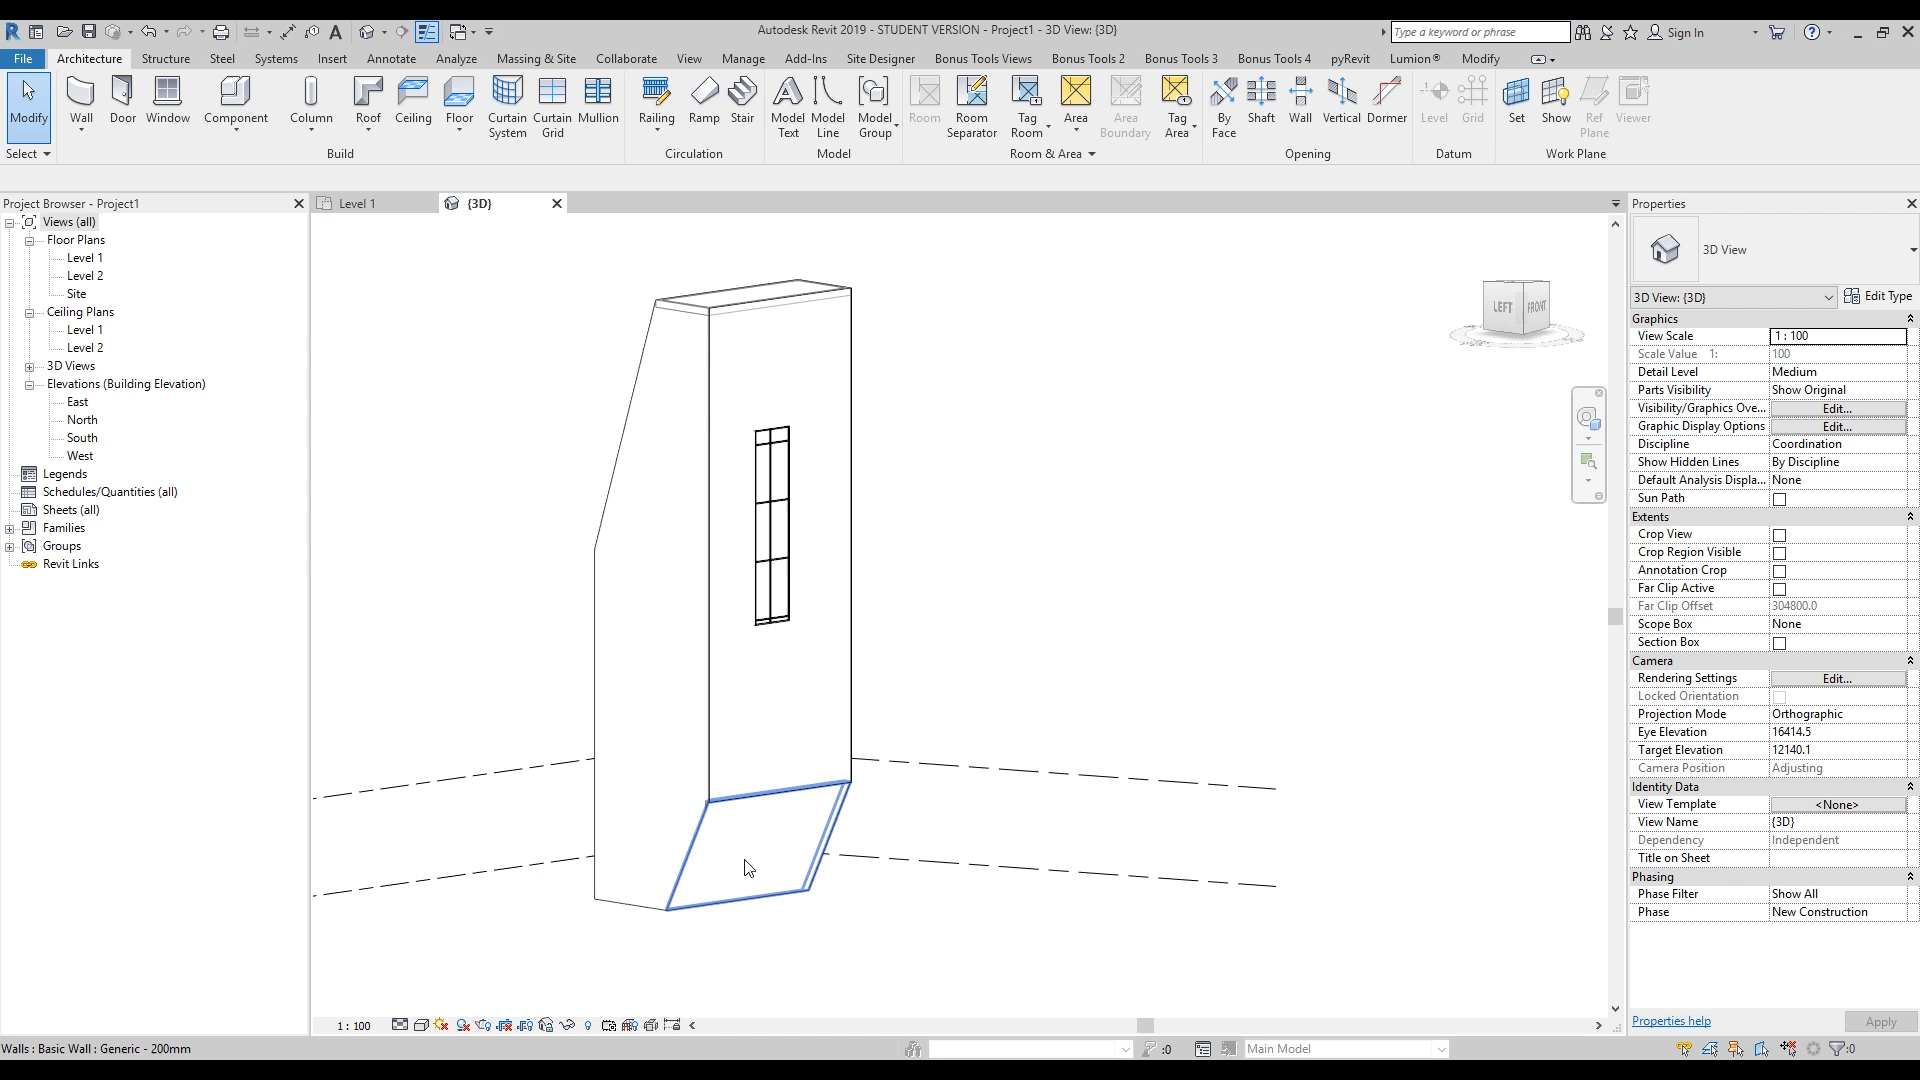 Autodesk Revit 2019 - STUDENT VERSION - Project1 - 3D View: {3D}
Type a keyword or phrase
Sign In
File Architecture Structure Steel Systems Insert Annotate Analyze Massing & Site Collaborate View Manage Add-Ins Site Designer Bonus Tools Views Bonus Tools 2 Bonus Tools 3 Bonus Tools 4 pyRevit Lumion® Modify
Modify Wall Door Window Component Column Roof Ceiling Floor Curtain System Curtain Grid Mullion Railing Ramp Stair Model Text Model Line Model Group Room Room Separator Tag Room Area Area Boundary Tag Area By Face Shaft Wall Vertical Dormer Level Grid Set Show Ref Plane Viewer
Select Build Circulation Model Room & Area Opening Datum Work Plane
Project Browser - Project1
Views (all)
Floor Plans
Level 1
Level 2
Site
Ceiling Plans
Level 1
Level 2
3D Views
Elevations (Building Elevation)
East
North
South
West
Legends
Schedules/Quantities (all)
Sheets (all)
Families
Groups
Revit Links
Level 1
{3D}
LEFT FRONT
Properties
3D View
3D View: {3D} Edit Type
Graphics
View Scale 1 : 100
Scale Value 1: 100
Detail Level Medium
Parts Visibility Show Original
Visibility/Graphics Ove... Edit...
Graphic Display Options Edit...
Discipline Coordination
Show Hidden Lines By Discipline
Default Analysis Displa... None
Sun Path
Extents
Crop View
Crop Region Visible
Annotation Crop
Far Clip Active
Far Clip Offset 304800.0
Scope Box None
Section Box
Camera
Rendering Settings Edit...
Locked Orientation
Projection Mode Orthographic
Eye Elevation 16414.5
Target Elevation 12140.1
Camera Position Adjusting
Identity Data
View Template <None>
View Name {3D}
Dependency Independent
Title on Sheet
Phasing
Phase Filter Show All
Phase New Construction
Properties help Apply
1 : 100
Walls : Basic Wall : Generic - 200mm
:0
Main Model
:0